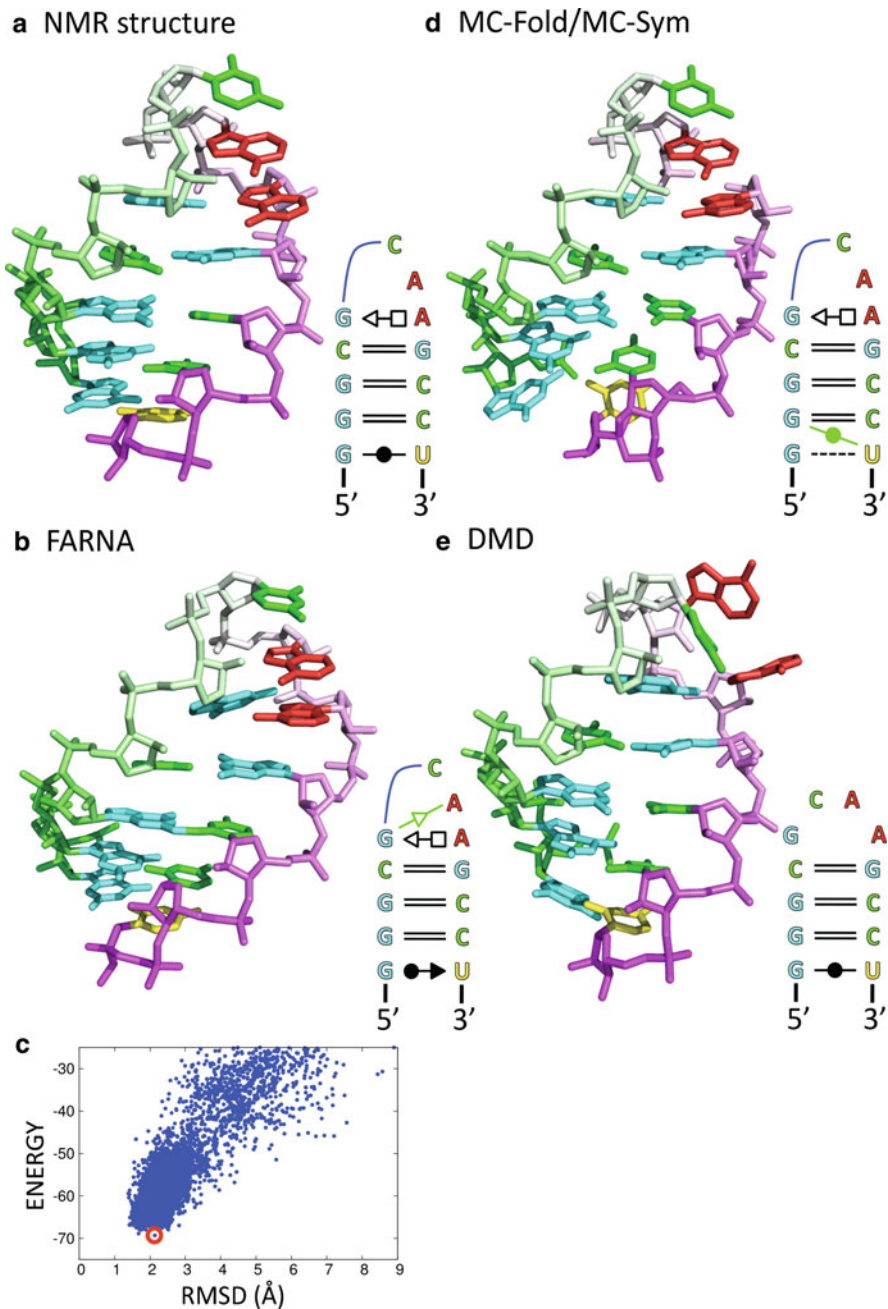 a NMR structure
C
A
G A
C G
G C
G C
G U
5' 3'
d MC-Fold/MC-Sym
C
A
G A
C G
G C
G C
G U
5' 3'
b FARNA
C
A
G A
C G
G C
G C
G U
5' 3'
e DMD
C A
G A
C G
G C
G C
G U
5' 3'
c
-30
-40
-50
-60
-70
ENERGY
0 1 2 3 4 5 6 7 8 9
RMSD (Å)